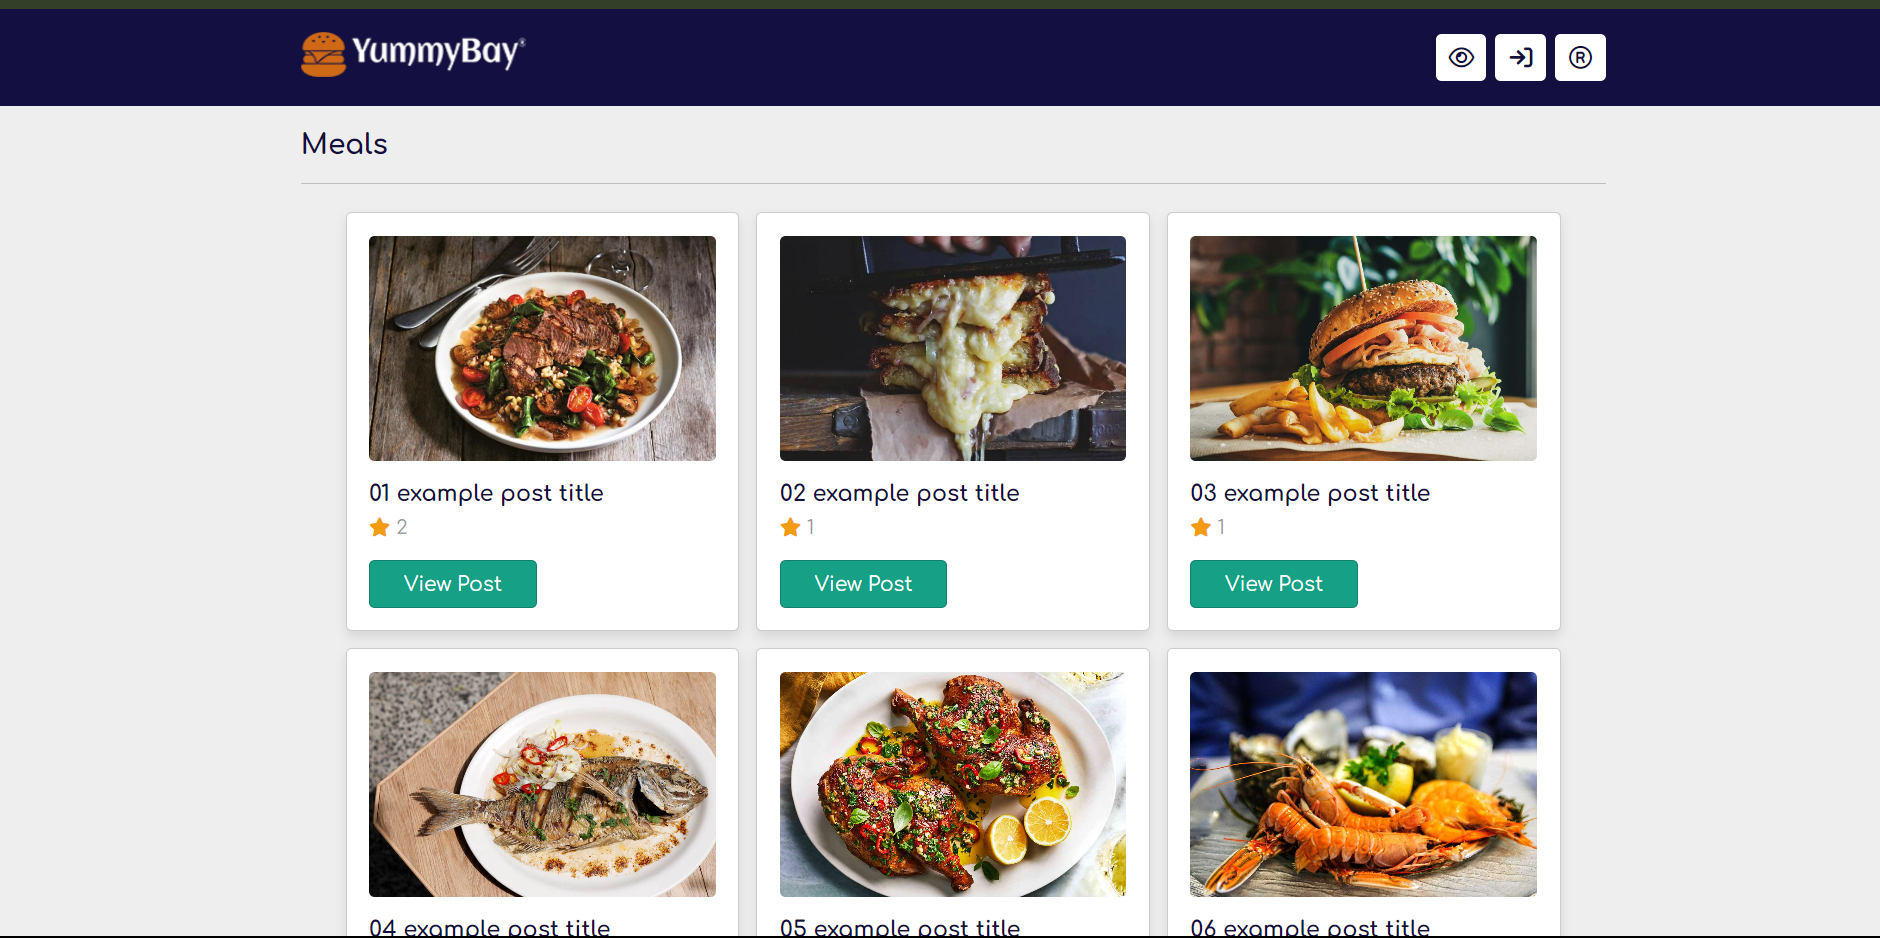 YummyBay®
R
Meals
01 example post title
2
View Post
02 example post title
1
View Post
03 example post title
1
View Post
04 example post title
05 example post title
06 example post title